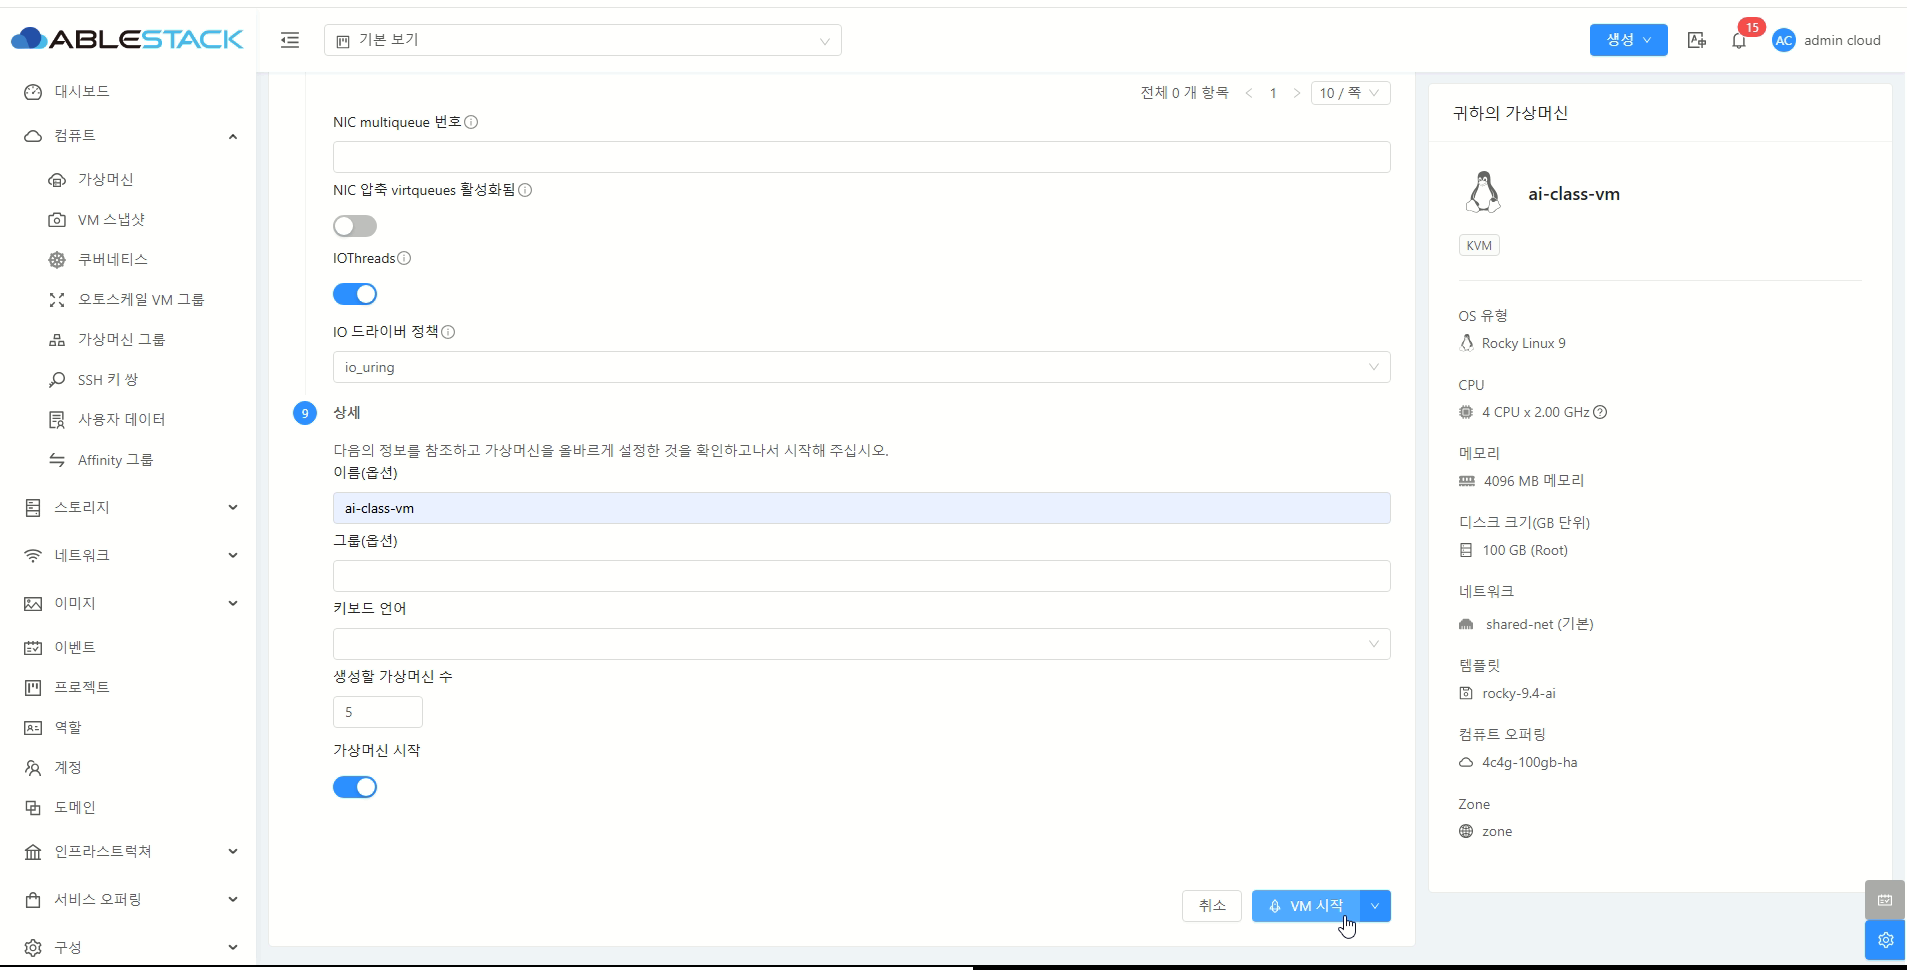 ABLESTACK
기본 보기
생성
15
AC
admin cloud
대시보드
컴퓨트
가상머신
VM 스냅샷
쿠버네티스
오토스케일 VM 그룹
가상머신 그룹
SSH 키 쌍
사용자 데이터
Affinity 그룹
스토리지
네트워크
이미지
이벤트
프로젝트
역할
계정
도메인
인프라스트럭쳐
서비스 오퍼링
구성
전체 0 개 항목
1
10 / 쪽
NIC multiqueue 번호
NIC 압축 virtqueues 활성화됨
IOThreads
IO 드라이버 정책
io_uring
9
상세
다음의 정보를 참조하고 가상머신을 올바르게 설정한 것을 확인하고나서 시작해 주십시오.
이름(옵션)
ai-class-vm
그룹(옵션)
키보드 언어
생성할 가상머신 수
5
가상머신 시작
취소
VM 시작
귀하의 가상머신
ai-class-vm
KVM
OS 유형
Rocky Linux 9
CPU
4 CPU x 2.00 GHz
메모리
4096 MB 메모리
디스크 크기(GB 단위)
100 GB (Root)
네트워크
shared-net (기본)
템플릿
rocky-9.4-ai
컴퓨트 오퍼링
4c4g-100gb-ha
Zone
zone